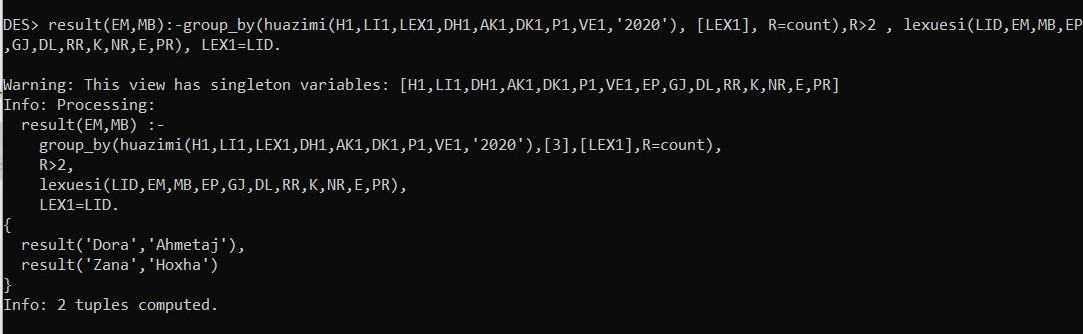 DES> result(EM,MB):-group_by(huazimi(H1,LI1,LEX1,DH1,AK1,DK1,P1,VE1,'2020'), [LEX1], R=count),R>2 , lexuesi(LID,EM,MB,EP
,GJ,DL,RR,K,NR,E,PR), LEX1=LID.
Warning: This view has singleton variables: [H1,LI1,DH1,AK1,DK1,P1,VE1,EP,GJ,DL,RR,K,NR,E,PR]
Info: Processing:
  result(EM,MB) :-
    group_by(huazimi(H1,LI1,LEX1,DH1,AK1,DK1,P1,VE1,'2020'),[3],[LEX1],R=count),
    R>2,
    lexuesi(LID,EM,MB,EP,GJ,DL,RR,K,NR,E,PR),
    LEX1=LID.
{
  result('Dora','Ahmetaj'),
  result('Zana','Hoxha')
}
Info: 2 tuples computed.